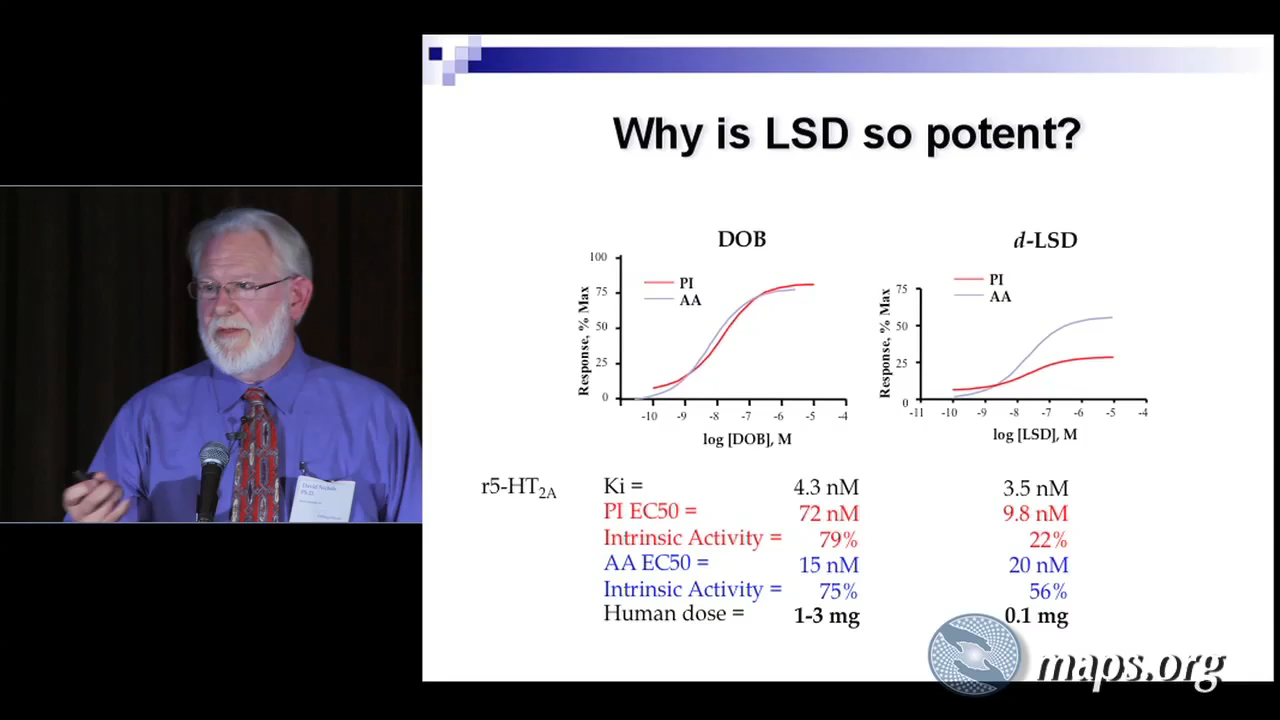 Why is LSD so potent?
DOB
100
75
50
25
0
Response, % Max
PI
AA
-10 -9 -8 -7 -6 -5 -4
log [DOB], M
d-LSD
75
50
25
0
Response, % Max
PI
AA
-11 -10 -9 -8 -7 -6 -5 -4
log [LSD], M
r5-HT2A
Ki = 4.3 nM 3.5 nM
PI EC50 = 72 nM 9.8 nM
Intrinsic Activity = 79% 22%
AA EC50 = 15 nM 20 nM
Intrinsic Activity = 75% 56%
Human dose = 1-3 mg 0.1 mg
David Nichols
Ph.D.
maps.org